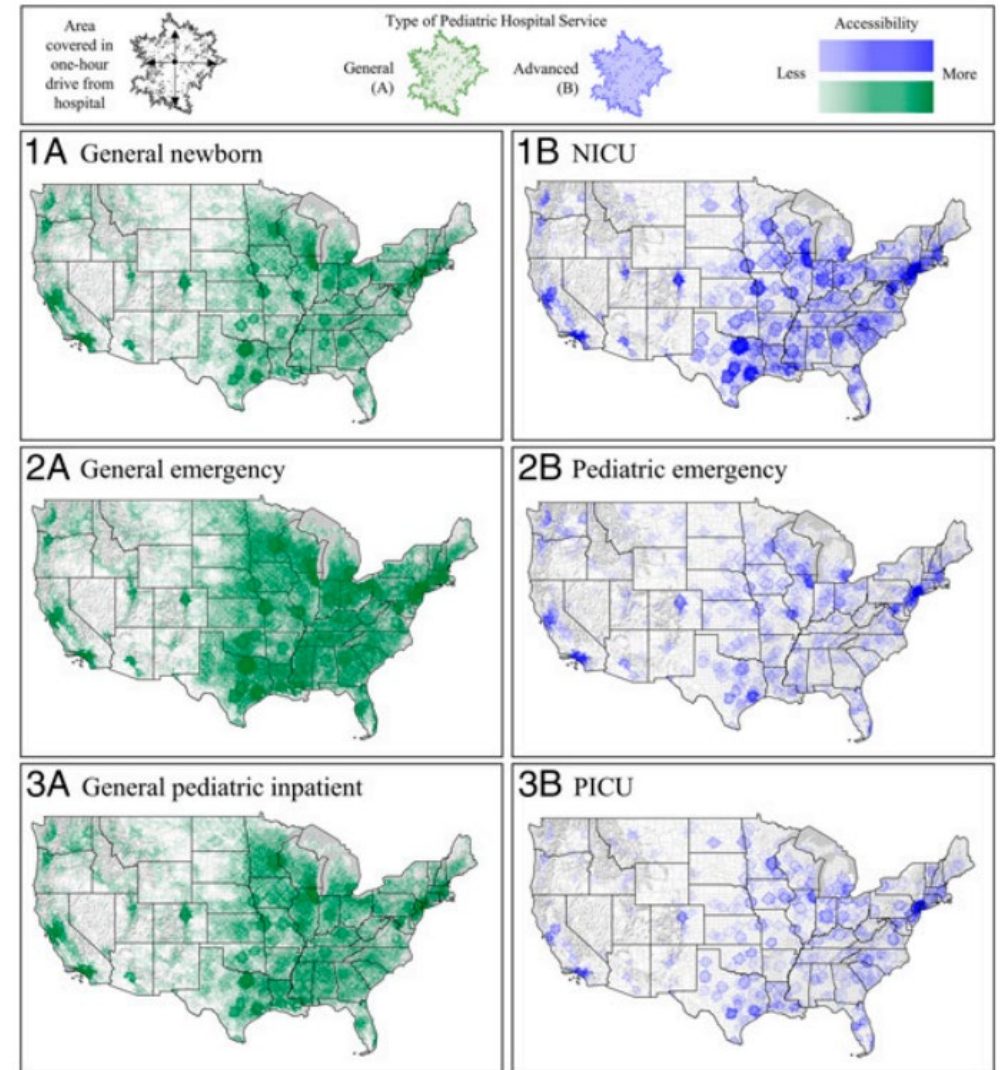 Area
covered in
one-hour
drive from
hospital
Type of Pediatric Hospital Service
General
(A)
Advanced
(B)
Accessibility
Less
More
1A General newborn
1B NICU
2A General emergency
2B Pediatric emergency
3A General pediatric inpatient
3B PICU